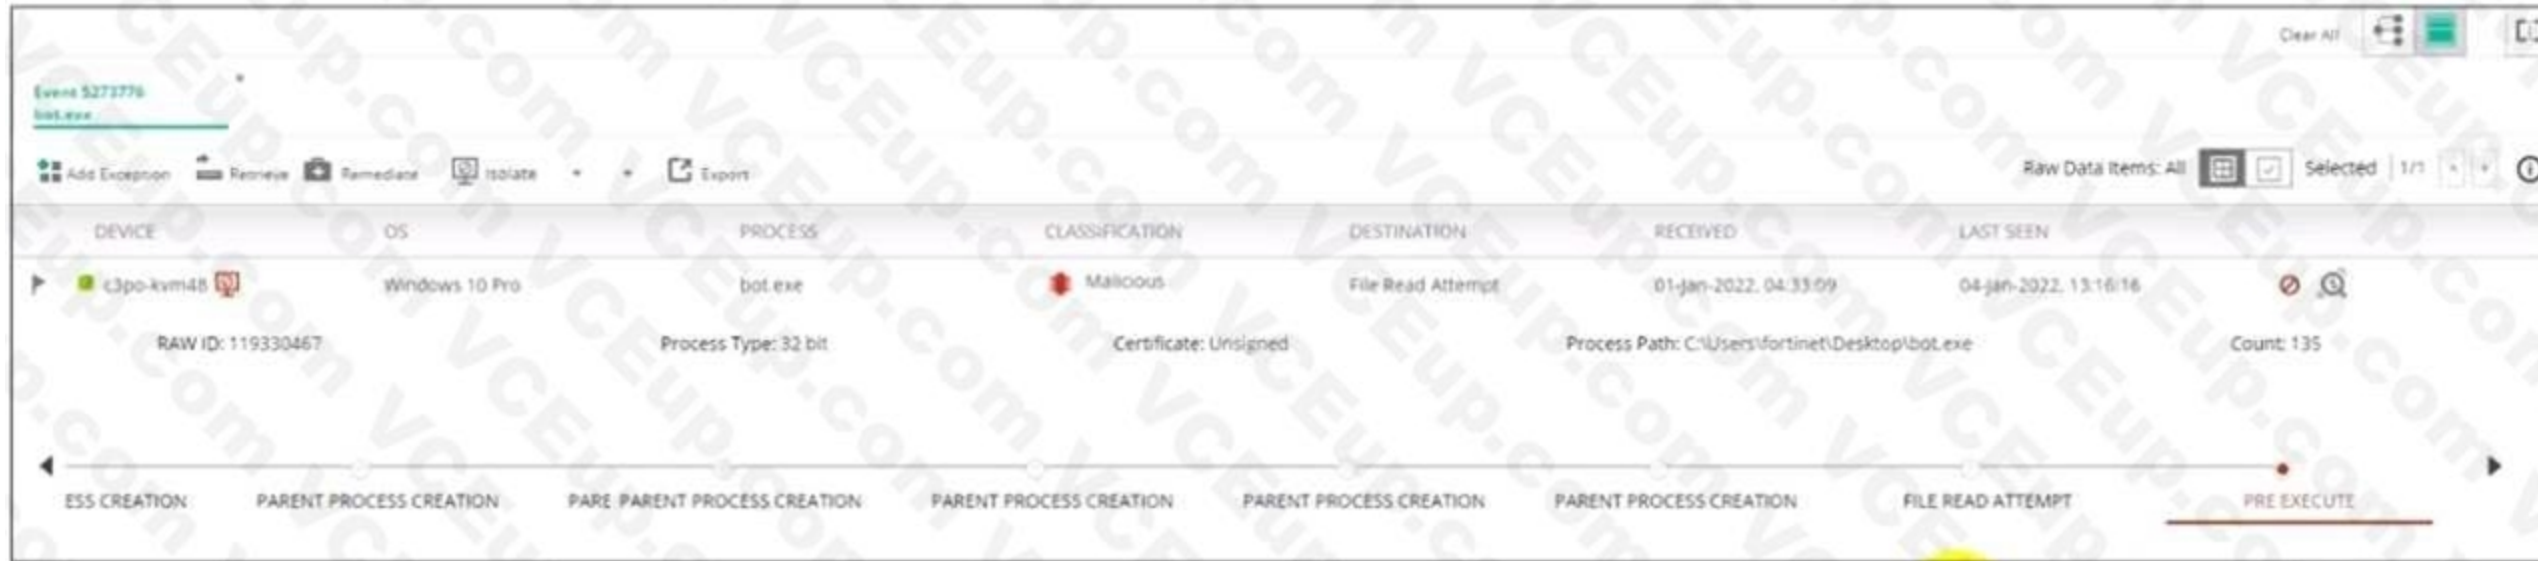 Clear All
Event 5273776
bot.exe
Add Exception Retrieve Remediate Isolate Export Raw Data Items: All Selected 1/1
DEVICE OS PROCESS CLASSIFICATION DESTINATION RECEIVED LAST SEEN
c3po-kvm48 Windows 10 Pro bot.exe Malicious File Read Attempt 01-Jan-2022, 04:33:09 04-Jan-2022, 13:16:16
RAW ID: 119330467 Process Type: 32 bit Certificate: Unsigned Process Path: C:\Users\fortinet\Desktop\bot.exe Count: 135
ESS CREATION PARENT PROCESS CREATION PARE PARENT PROCESS CREATION PARENT PROCESS CREATION PARENT PROCESS CREATION PARENT PROCESS CREATION FILE READ ATTEMPT PRE EXECUTE
VCEup.com